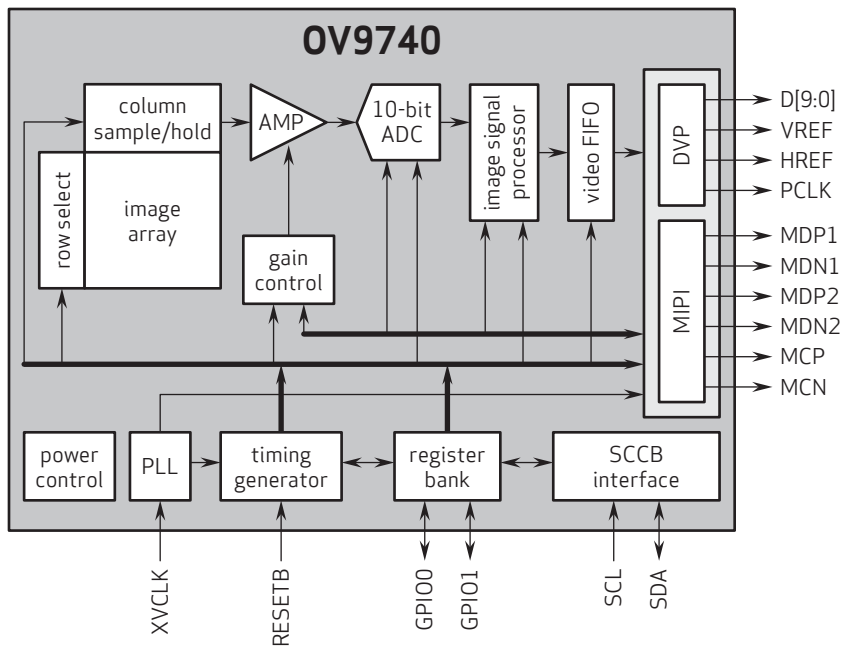 OV9740
column
sample/hold
AMP
10-bit
ADC
image signal
processor
video FIFO
DVP
D[9:0]
VREF
HREF
PCLK
row select
image
array
gain
control
MIPI
MDP1
MDN1
MDP2
MDN2
MCP
MCN
power
control
PLL
timing
generator
register
bank
SCCB
interface
XVCLK
RESETB
GPIO0
GPIO1
SCL
SDA